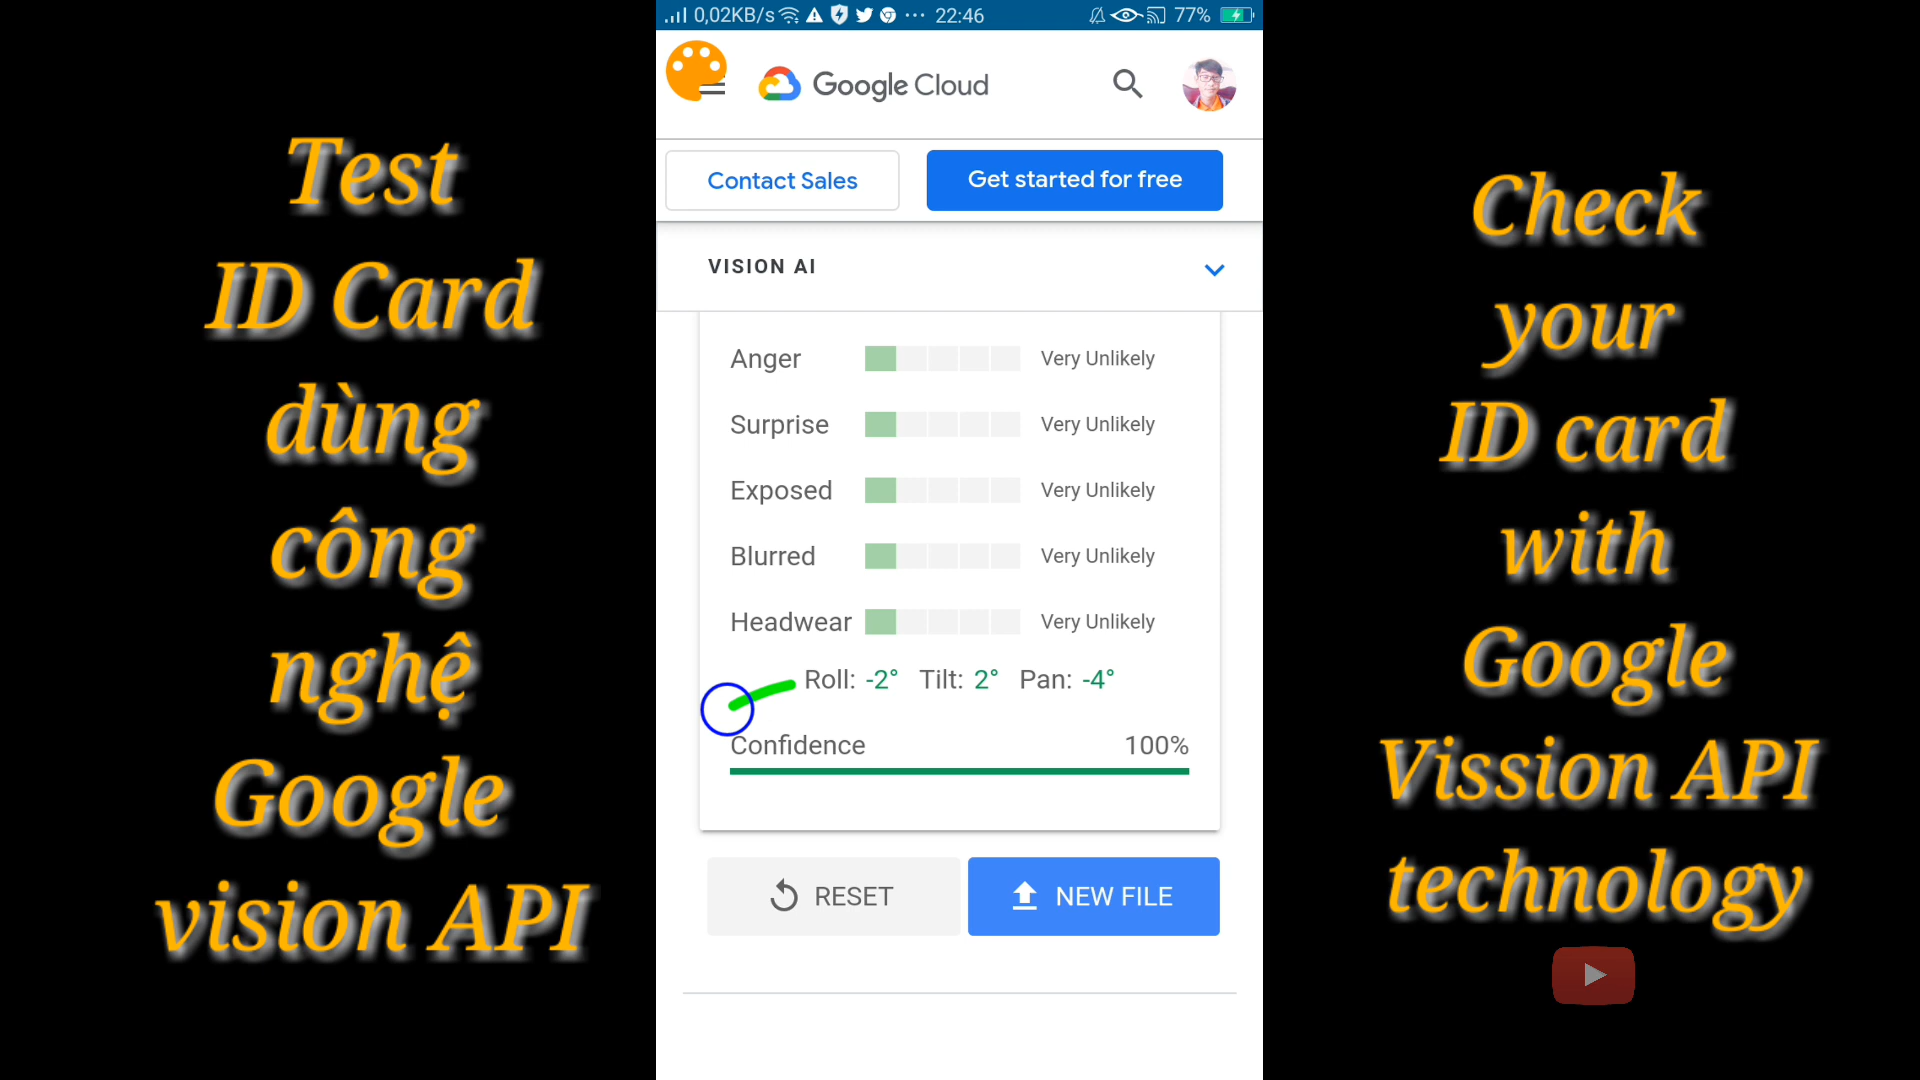 Test
ID Card
dùng
công
nghệ
Google
vision API
0,02KB/s ... 22:46 77%
Google Cloud
Contact Sales
Get started for free
VISION AI
Anger Very Unlikely
Surprise Very Unlikely
Exposed Very Unlikely
Blurred Very Unlikely
Headwear Very Unlikely
Roll: -2° Tilt: 2° Pan: -4°
Confidence 100%
RESET
NEW FILE
Check
your
ID card
with
Google
Vission API
technology